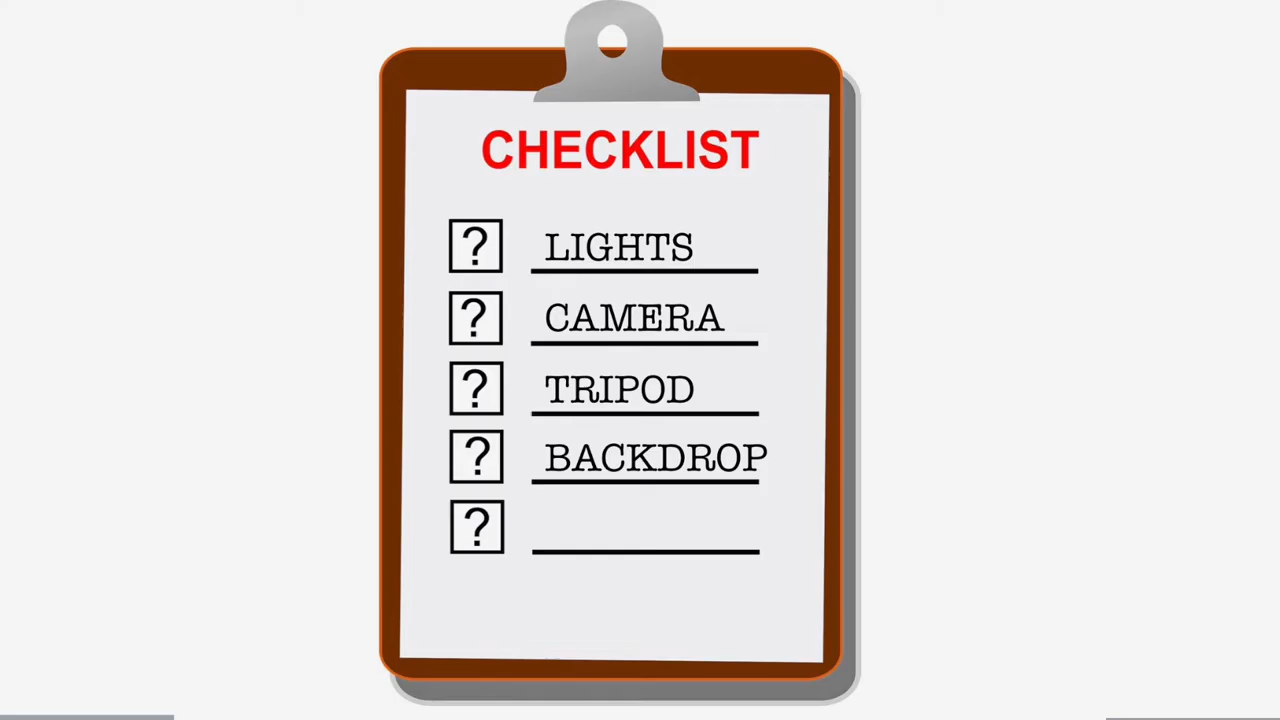 CHECKLIST
? LIGHTS
? CAMERA
? TRIPOD
? BACKDROP
?